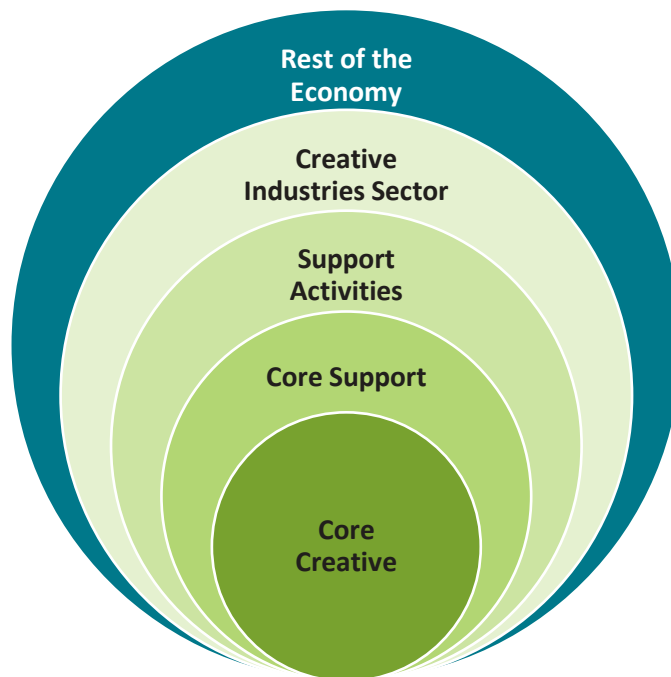 Rest of the
Economy
Creative
Industries Sector
Support
Activities
Core Support
Core
Creative